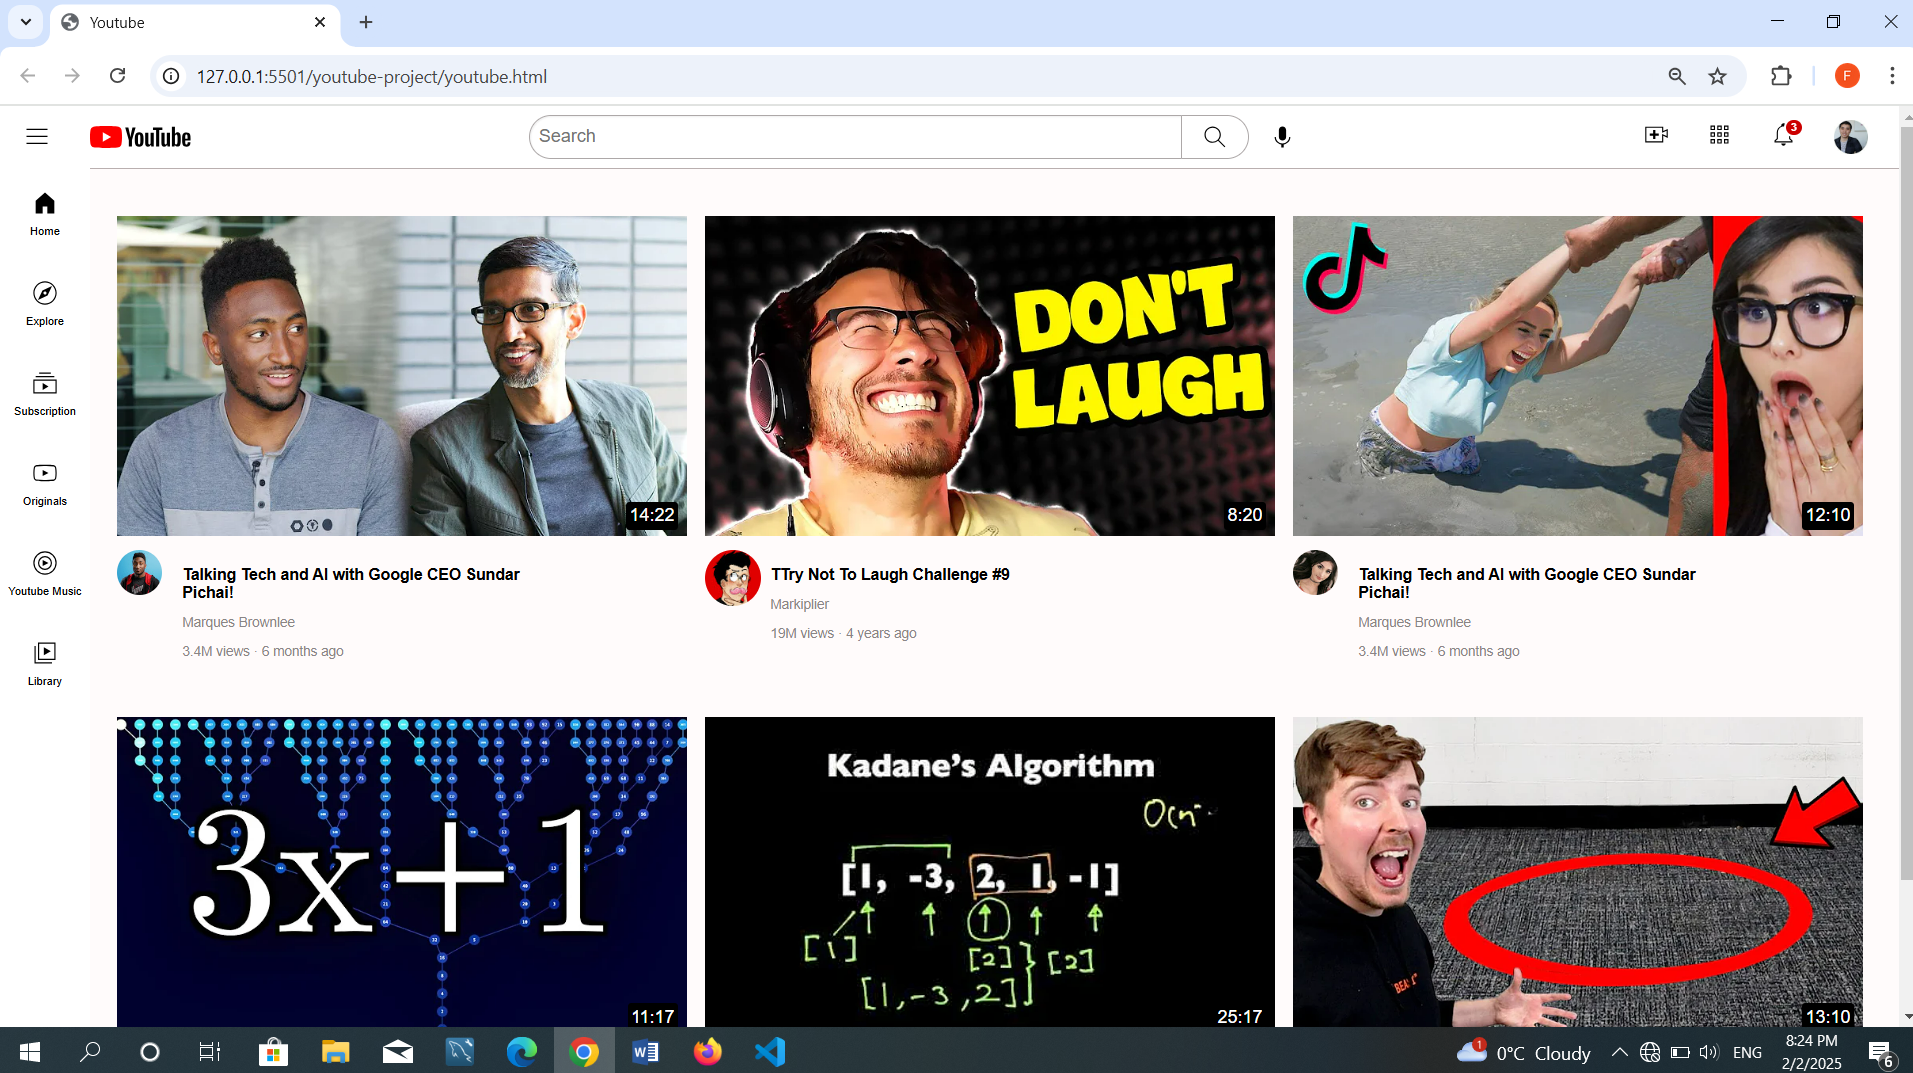 Youtube
127.0.0.1:5501/youtube-project/youtube.html
F
YouTube
Search
3
Home
Explore
Subscription
Originals
Youtube Music
Library
14:22
DON'T
LAUGH
8:20
12:10
Talking Tech and AI with Google CEO Sundar
Pichai!
Marques Brownlee
3.4M views · 6 months ago
TTry Not To Laugh Challenge #9
Markiplier
19M views · 4 years ago
Talking Tech and AI with Google CEO Sundar
Pichai!
Marques Brownlee
3.4M views · 6 months ago
3x+1
11:17
Kadane's Algorithm
[1, -3, 2, 1, -1]
[1]
[2]
[2]
[1, -3, 2]
25:17
13:10
1
0°C Cloudy
ENG
8:24 PM
2/2/2025
6